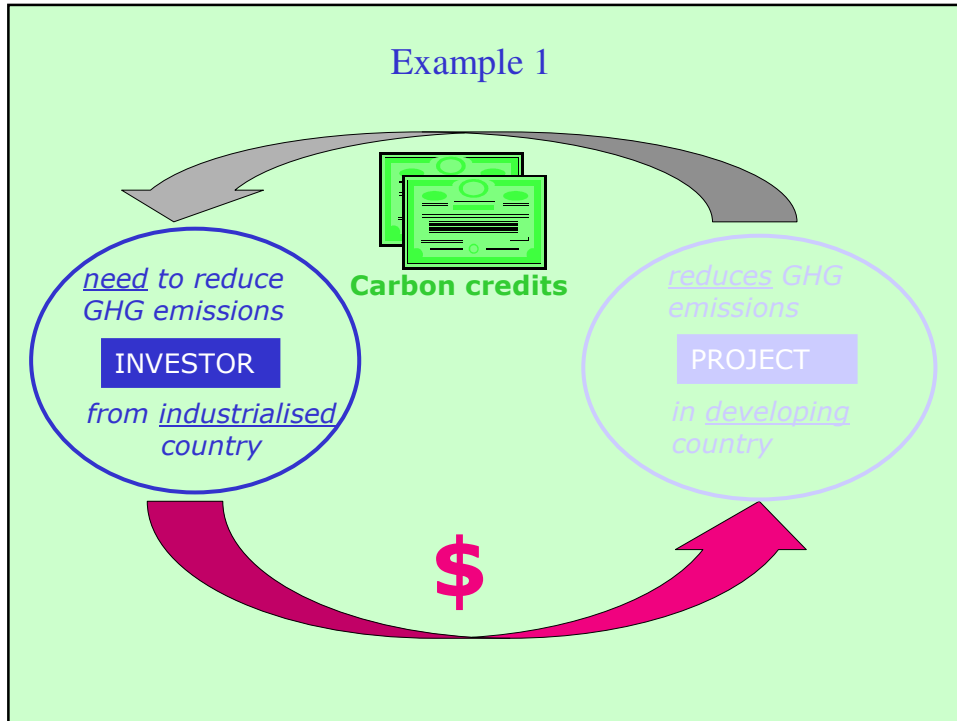 Example 1
need to reduce
GHG emissions
INVESTOR
from industrialised
country
Carbon credits
reduces GHG
emissions
PROJECT
in developing
country
$